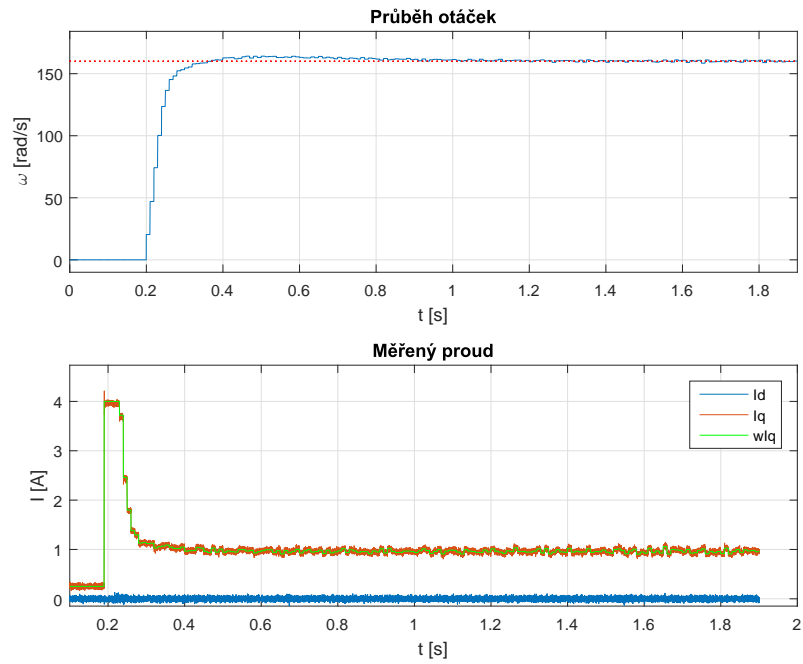 Průběh otáček
ω [rad/s]
150
100
50
0
0 0.2 0.4 0.6 0.8 1 1.2 1.4 1.6 1.8
t [s]
Měřený proud
I [A]
4
3
2
1
0
Id
Iq
wIq
0.2 0.4 0.6 0.8 1 1.2 1.4 1.6 1.8 2
t [s]